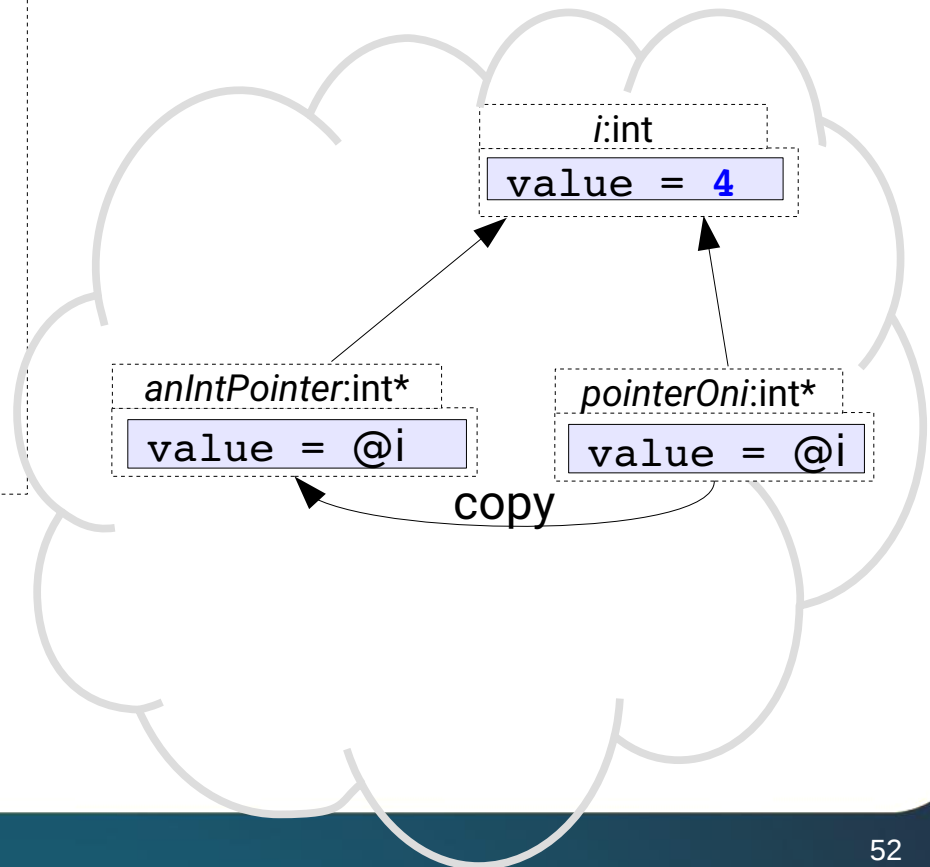 i:int
value = 4
anIntPointer:int*
pointerOni:int*
value = @i
value = @i
copy
52